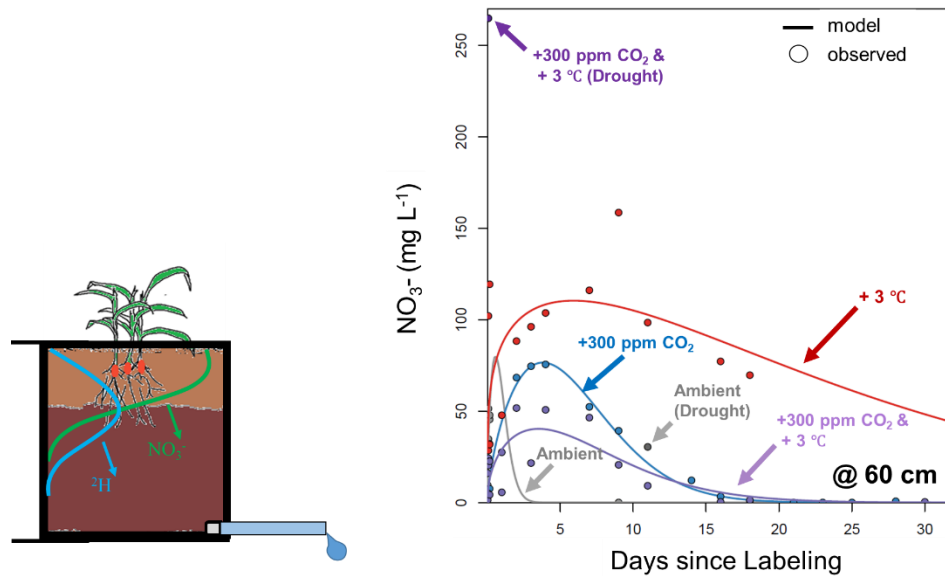 NO₃⁻
²H
NO₃- (mg L⁻¹)
250
200
150
100
50
0
5
10
15
20
25
30
Days since Labeling
model
observed
+300 ppm CO₂ &
+ 3 ℃ (Drought)
+ 3 ℃
+300 ppm CO₂
Ambient
(Drought)
Ambient
+300 ppm CO₂ &
+ 3 ℃
@ 60 cm